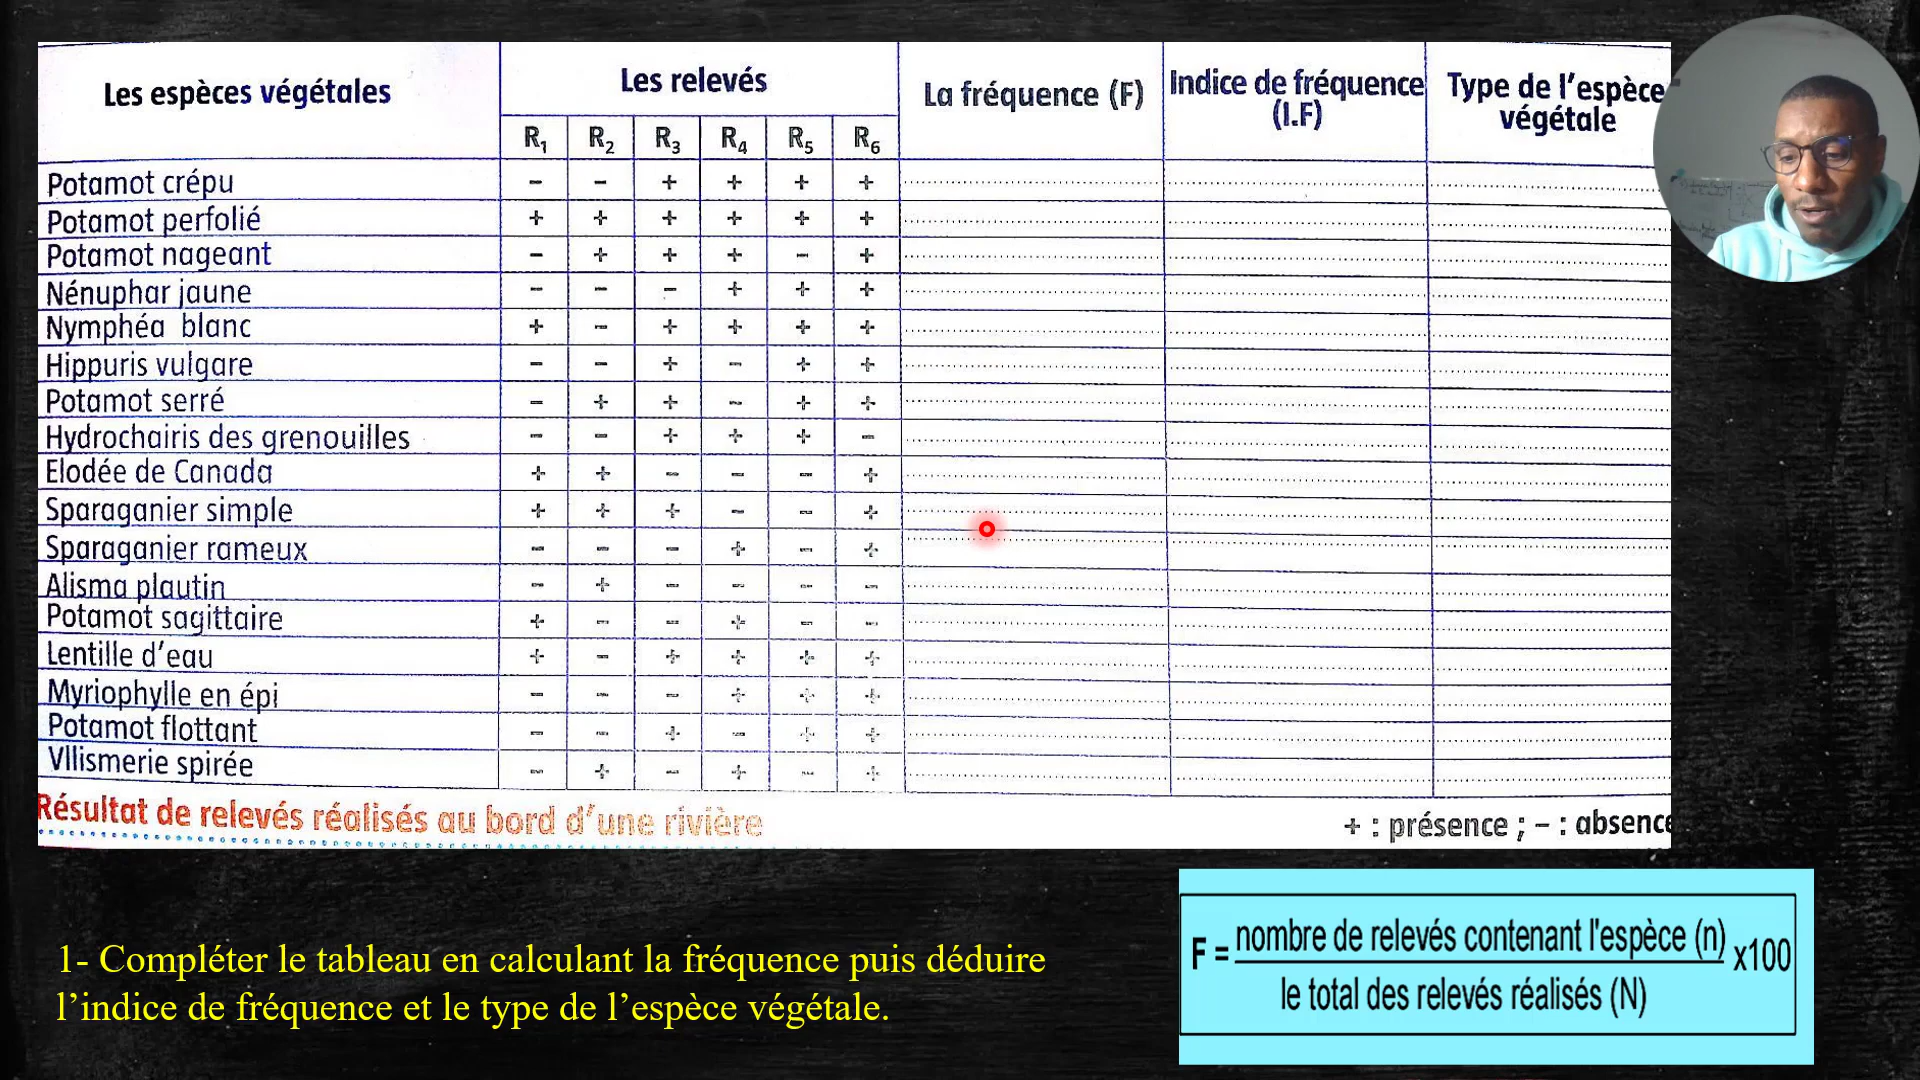 Les espèces végétales Les relevés La fréquence (F) Indice de fréquence (I.F) Type de l'espèce végétale
R1 R2 R3 R4 R5 R6
Potamot crépu - - + + + +
Potamot perfolié + + + + + +
Potamot nageant - + + + - +
Nénuphar jaune - - - + + +
Nymphéa blanc + - + + + +
Hippuris vulgare - - + - + +
Potamot serré - + + - + +
Hydrochairis des grenouilles - - + + + -
Elodée de Canada + + - - - +
Sparaganier simple + + + - - +
Sparaganier rameux - - - + - +
Alisma plautin - + - - - -
Potamot sagittaire + - - + - -
Lentille d'eau + - + + + +
Myriophylle en épi - - - + + +
Potamot flottant - - + - + +
Vllismerie spirée - + - + - +
Résultat de relevés réalisés au bord d'une rivière
+ : présence ; - : absence
1- Compléter le tableau en calculant la fréquence puis déduire
l'indice de fréquence et le type de l'espèce végétale.
F = nombre de relevés contenant l'espèce (n) x100
le total des relevés réalisés (N)